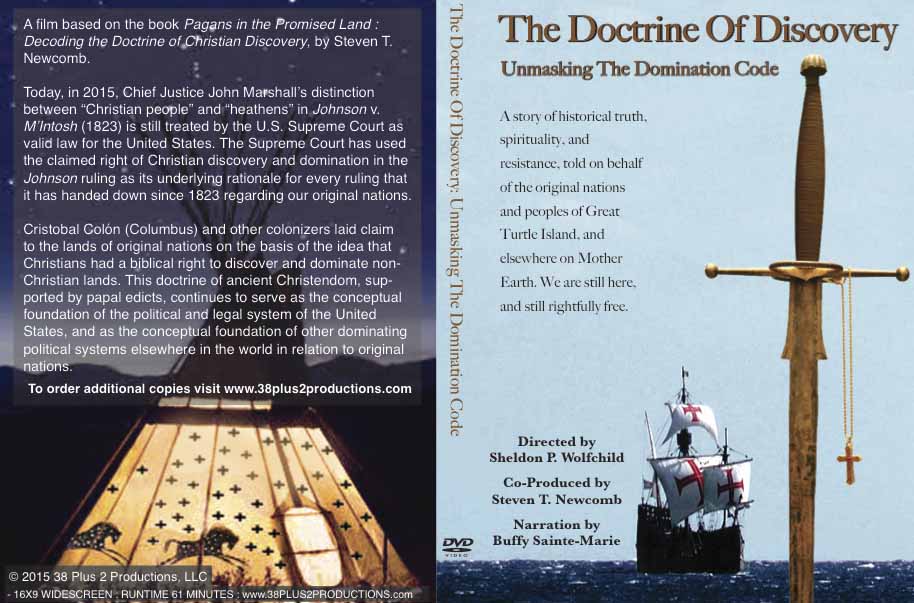 A film based on the book Pagans in the Promised Land :
Decoding the Doctrine of Christian Discovery, by Steven T.
Newcomb.
Today, in 2015, Chief Justice John Marshall's distinction
between “Christian people” and “heathens” in Johnson v.
M'Intosh (1823) is still treated by the U.S. Supreme Court as
valid law for the United States. The Supreme Court has used
the claimed right of Christian discovery and domination in the
Johnson ruling as its underlying rationale for every ruling that
it has handed down since 1823 regarding our original nations.
Cristobal Colón (Columbus) and other colonizers laid claim
to the lands of original nations on the basis of the idea that
Christians had a biblical right to discover and dominate non-
Christian lands. This doctrine of ancient Christendom, sup-
ported by papal edicts, continues to serve as the conceptual
foundation of the political and legal system of the United
States, and as the conceptual foundation of other dominating
political systems elsewhere in the world in relation to original
nations.
To order additional copies visit www.38plus2productions.com
© 2015 38 Plus 2 Productions, LLC
- 16X9 WIDESCREEN : RUNTIME 61 MINUTES : www.38PLUS2PRODUCTIONS.com
The Doctrine Of Discovery: Unmasking The Domination Code
DVD
VIDEO
The Doctrine Of Discovery
Unmasking The Domination Code
A story of historical truth,
spirituality, and
resistance, told on behalf
of the original nations
and peoples of Great
Turtle Island, and
elsewhere on Mother
Earth. We are still here,
and still rightfully free.
Directed by
Sheldon P. Wolfchild
Co-Produced by
Steven T. Newcomb
Narration by
Buffy Sainte-Marie